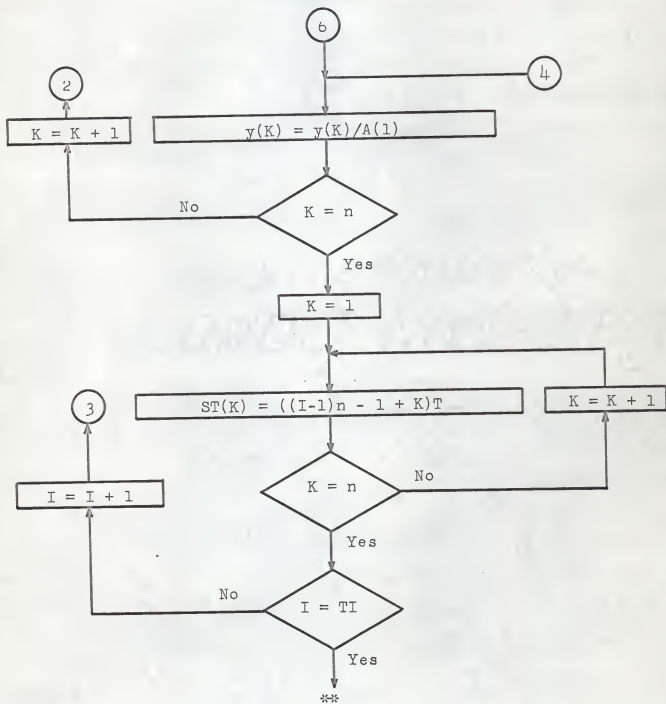 6
4
2
K = K + 1
y(K) = y(K)/A(1)
No
K = n
Yes
K = 1
3
ST(K) = ((I-1)n - 1 + K)T
K = K + 1
K = n
No
I = I + 1
Yes
No
I = TI
Yes
**